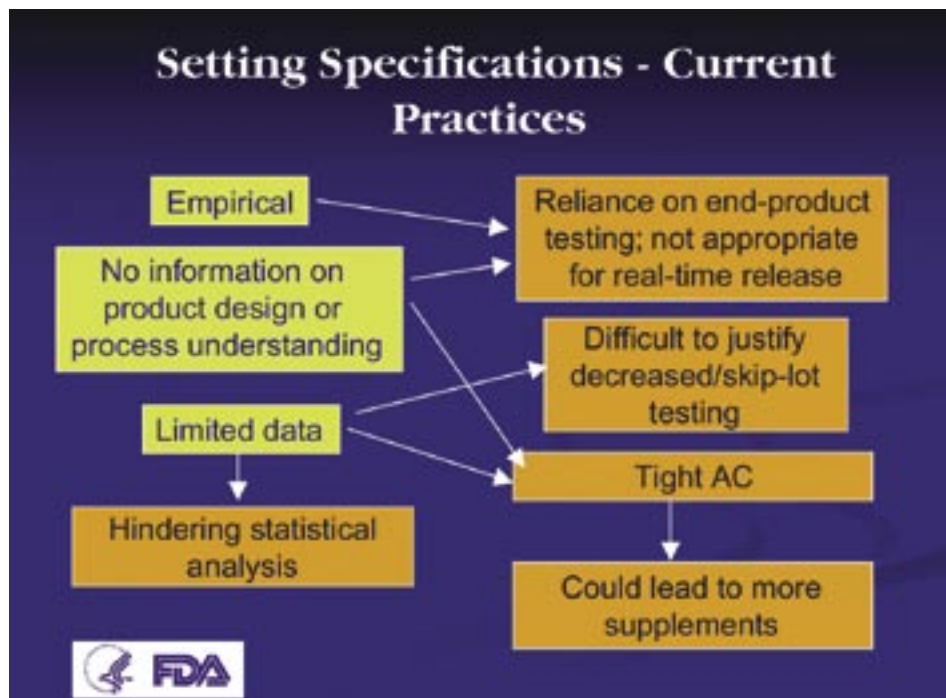 Setting Specifications - Current
Practices
Empirical
No information on
product design or
process understanding
Limited data
Hindering statistical
analysis
Reliance on end-product
testing; not appropriate
for real-time release
Difficult to justify
decreased/skip-lot
testing
Tight AC
Could lead to more
supplements
FDA